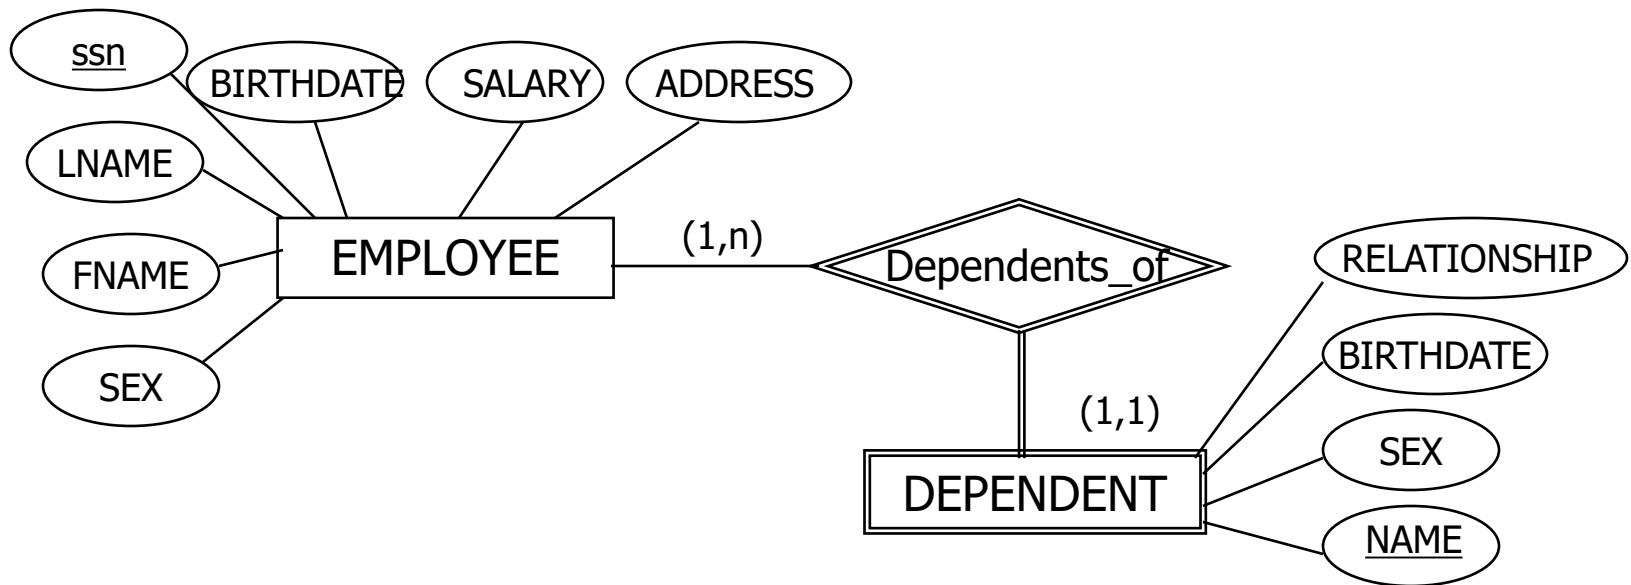 ssn
BIRTHDATE
SALARY
ADDRESS
LNAME
FNAME
SEX
EMPLOYEE
(1,n)
Dependents_of
(1,1)
DEPENDENT
RELATIONSHIP
BIRTHDATE
SEX
NAME